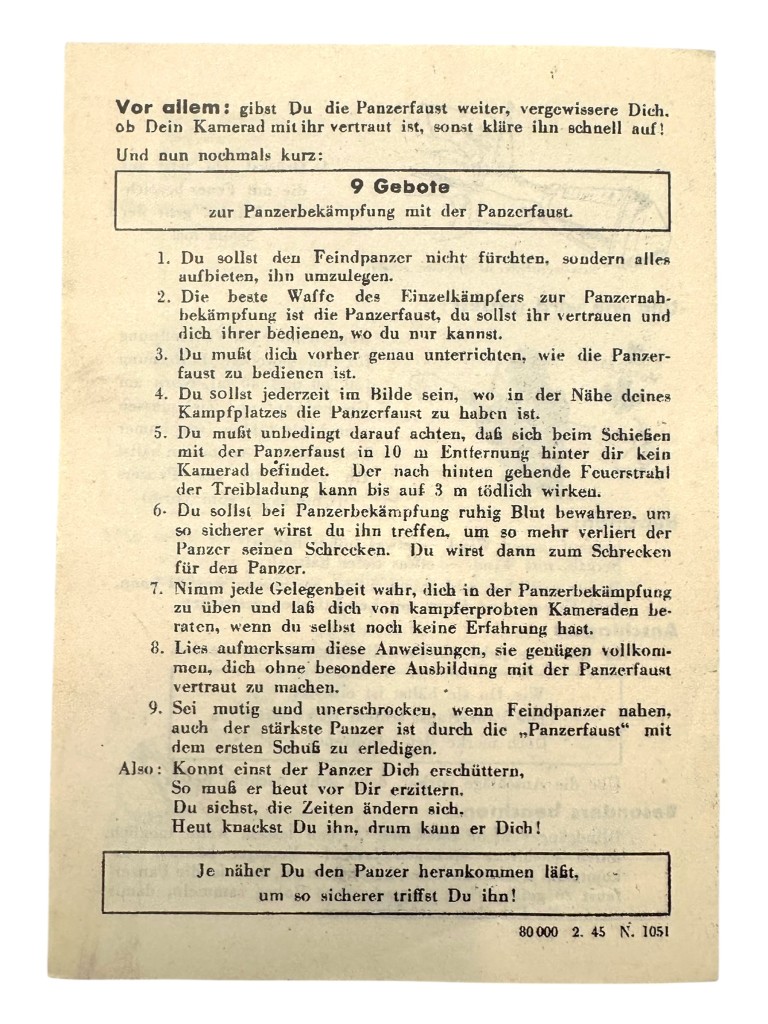 Vor allem: gibst Du die Panzerfaust weiter, vergewissere Dich,
ob Dein Kamerad mit ihr vertraut ist, sonst kläre ihn schnell auf!
Und nun nochmals kurz:
9 Gebote
zur Panzerbekämpfung mit der Panzerfaust.
1. Du sollst den Feindpanzer nicht fürchten, sondern alles
aufbieten, ihn umzulegen.
2. Die beste Waffe des Einzelkämpfers zur Panzernah-
bekämpfung ist die Panzerfaust, du sollst ihr vertrauen und
dich ihrer bedienen, wo du nur kannst.
3. Du mußt dich vorher genau unterrichten, wie die Panzer-
faust zu bedienen ist.
4. Du sollst jederzeit im Bilde sein, wo in der Nähe deines
Kampfplatzes die Panzerfaust zu haben ist.
5. Du mußt unbedingt darauf achten, daß sich beim Schießen
mit der Panzerfaust in 10 m Entfernung hinter dir kein
Kamerad befindet. Der nach hinten gehende Feuerstrahl
der Treibladung kann bis auf 3 m tödlich wirken.
6. Du sollst bei Panzerbekämpfung ruhig Blut bewahren, um
so sicherer wirst du ihn treffen, um so mehr verliert der
Panzer seinen Schrecken. Du wirst dann zum Schrecken
für den Panzer.
7. Nimm jede Gelegenheit wahr, dich in der Panzerbekämpfung
zu üben und laß dich von kampferprobten Kameraden be-
raten, wenn du selbst noch keine Erfahrung hast.
8. Lies aufmerksam diese Anweisungen, sie genügen vollkom-
men, dich ohne besondere Ausbildung mit der Panzerfaust
vertraut zu machen.
9. Sei mutig und unerschrocken, wenn Feindpanzer nahen,
auch der stärkste Panzer ist durch die „Panzerfaust“ mit
dem ersten Schuß zu erledigen.
Also: Konnt einst der Panzer Dich erschüttern,
So muß er heut vor Dir erzittern.
Du siehst, die Zeiten ändern sich,
Heut knackst Du ihn, drum kann er Dich!
Je näher Du den Panzer herankommen läßt,
um so sicherer triffst Du ihn!
80000 2. 45 N. 1051